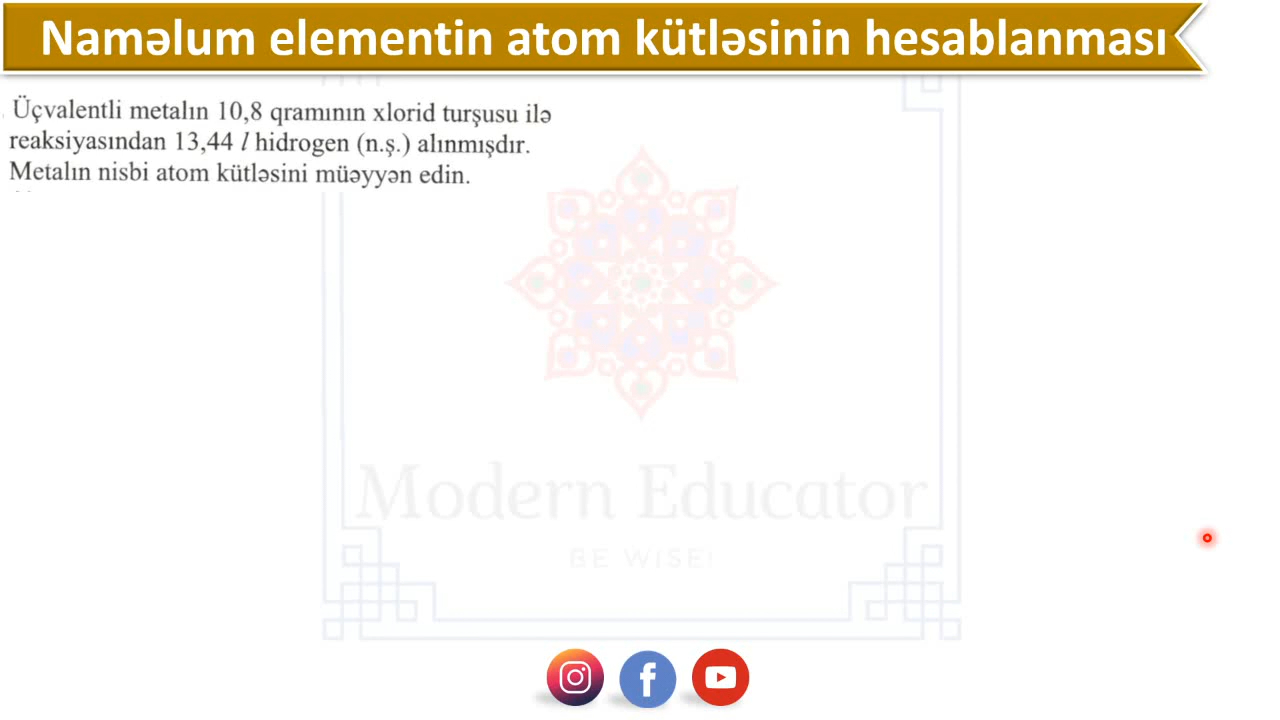 Naməlum elementin atom kütləsinin hesablanması
Üçvalentli metalın 10,8 qramının xlorid turşusu ilə
reaksiyasından 13,44 l hidrogen (n.ş.) alınmışdır.
Metalın nisbi atom kütləsini müəyyən edin.
Modern Educator
BE WISE!